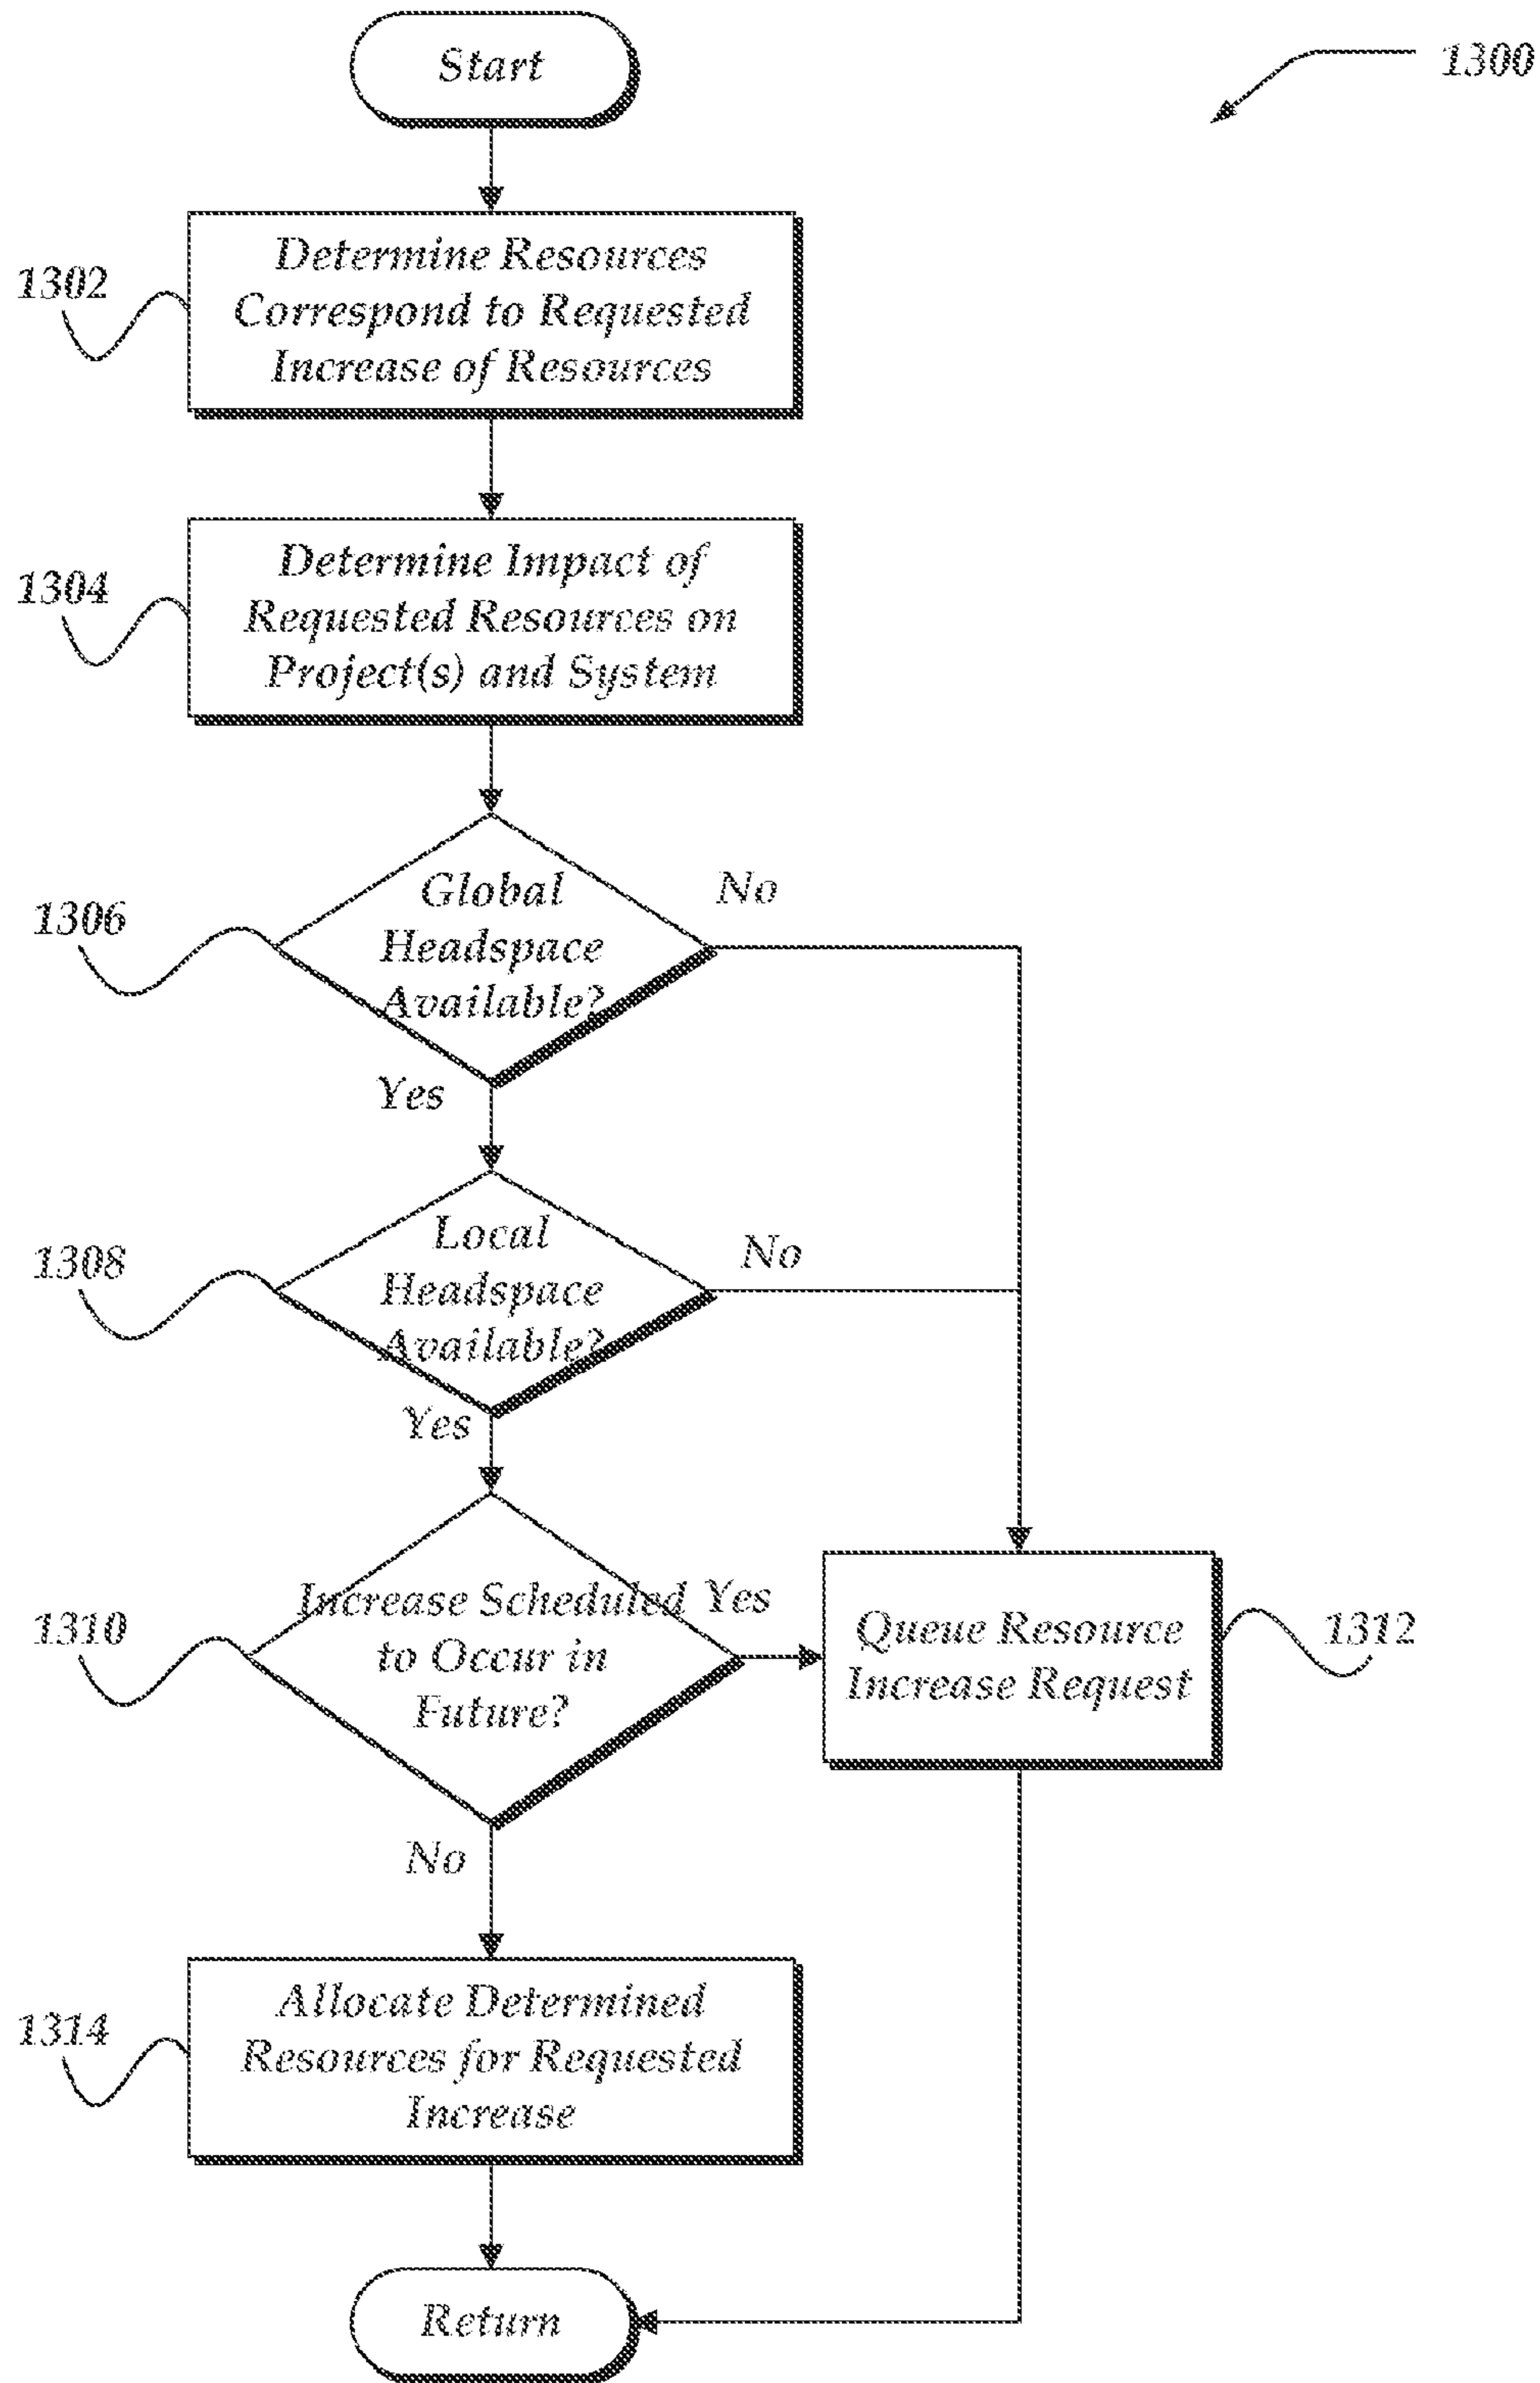 Start
1300
1302
Determine Resources
Correspond to Requested
Increase of Resources
1304
Determine Impact of
Requested Resources on
Project(s) and System
1306
Global
Headspace
Available?
No
Yes
1308
Local
Headspace
Available?
No
Yes
1310
Increase Scheduled
to Occur in
Future?
Yes
Queue Resource
Increase Request
1312
No
1314
Allocate Determined
Resources for Requested
Increase
Return